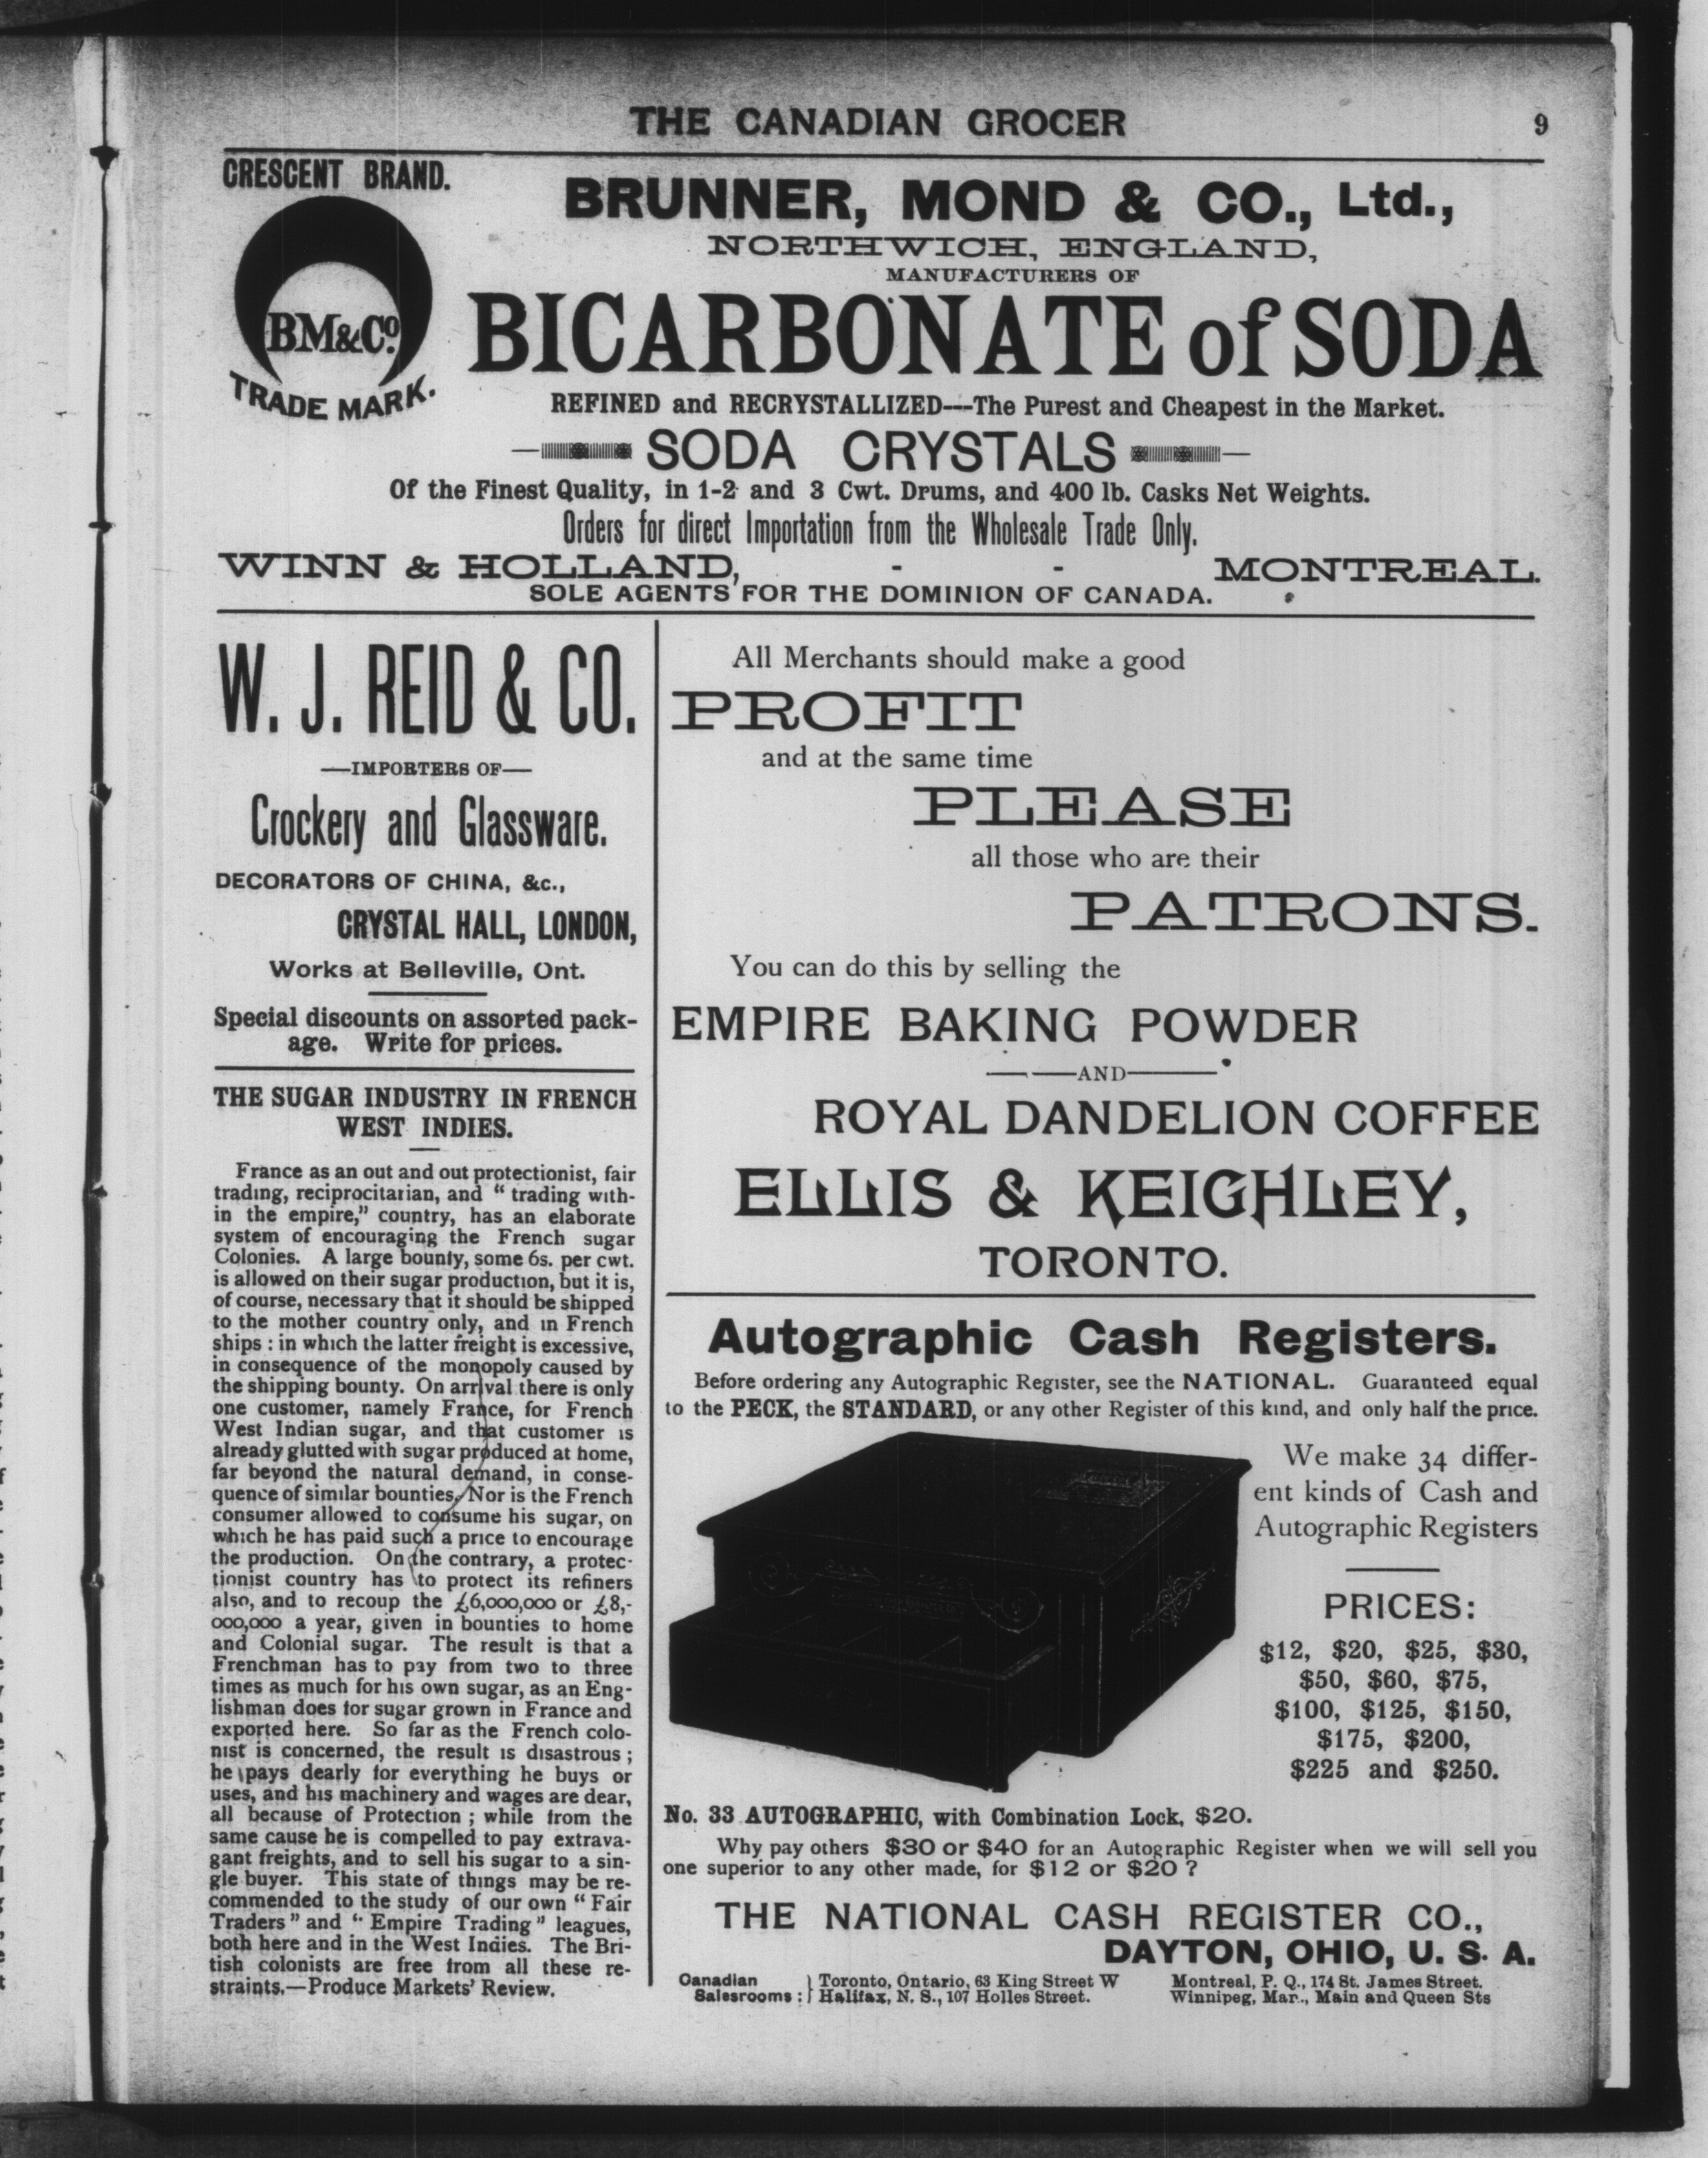 THE CANADIAN GROCER
9
CRESCENT BRAND.
BM&Co.
TRADE MARK.
BRUNNER, MOND & CO., Ltd.,
NORTHWICH, ENGLAND,
MANUFACTURERS OF
BICARBONATE of SODA
REFINED and RECRYSTALLIZED---The Purest and Cheapest in the Market.
SODA CRYSTALS
Of the Finest Quality, in 1-2 and 3 Cwt. Drums, and 400 lb. Casks Net Weights.
Orders for direct Importation from the Wholesale Trade Only.
WINN & HOLLAND, - - MONTREAL.
SOLE AGENTS FOR THE DOMINION OF CANADA.
W. J. REID & CO.
—IMPORTERS OF—
Crockery and Glassware.
DECORATORS OF CHINA, &c.,
CRYSTAL HALL, LONDON,
Works at Belleville, Ont.
Special discounts on assorted pack-
age. Write for prices.
THE SUGAR INDUSTRY IN FRENCH
WEST INDIES.
France as an out and out protectionist, fair
trading, reciprocitarian, and “ trading with-
in the empire,” country, has an elaborate
system of encouraging the French sugar
Colonies. A large bounty, some 6s. per cwt.
is allowed on their sugar production, but it is,
of course, necessary that it should be shipped
to the mother country only, and in French
ships : in which the latter freight is excessive,
in consequence of the monopoly caused by
the shipping bounty. On arrival there is only
one customer, namely France, for French
West Indian sugar, and that customer is
already glutted with sugar produced at home,
far beyond the natural demand, in conse-
quence of similar bounties. Nor is the French
consumer allowed to consume his sugar, on
which he has paid such a price to encourage
the production. On the contrary, a protec-
tionist country has to protect its refiners
also, and to recoup the £6,000,000 or £8,-
000,000 a year, given in bounties to home
and Colonial sugar. The result is that a
Frenchman has to pay from two to three
times as much for his own sugar, as an Eng-
lishman does for sugar grown in France and
exported here. So far as the French colo-
nist is concerned, the result is disastrous ;
he pays dearly for everything he buys or
uses, and his machinery and wages are dear,
all because of Protection ; while from the
same cause he is compelled to pay extrava-
gant freights, and to sell his sugar to a sin-
gle buyer. This state of things may be re-
commended to the study of our own “ Fair
Traders ” and “ Empire Trading ” leagues,
both here and in the West Indies. The Bri-
tish colonists are free from all these re-
straints.—Produce Markets’ Review.
All Merchants should make a good
PROFIT
and at the same time
PLEASE
all those who are their
PATRONS.
You can do this by selling the
EMPIRE BAKING POWDER
——AND——
ROYAL DANDELION COFFEE
ELLIS & KEIGHLEY,
TORONTO.
Autographic Cash Registers.
Before ordering any Autographic Register, see the NATIONAL. Guaranteed equal
to the PECK, the STANDARD, or any other Register of this kind, and only half the price.
We make 34 differ-
ent kinds of Cash and
Autographic Registers
PRICES:
$12, $20, $25, $30,
$50, $60, $75,
$100, $125, $150,
$175, $200,
$225 and $250.
No. 33 AUTOGRAPHIC, with Combination Lock, $20.
Why pay others $30 or $40 for an Autographic Register when we will sell you
one superior to any other made, for $12 or $20 ?
THE NATIONAL CASH REGISTER CO.,
DAYTON, OHIO, U. S. A.
Canadian } Toronto, Ontario, 63 King Street W Montreal, P. Q., 174 St. James Street.
Salesrooms : } Halifax, N. S., 107 Holles Street. Winnipeg, Man., Main and Queen Sts